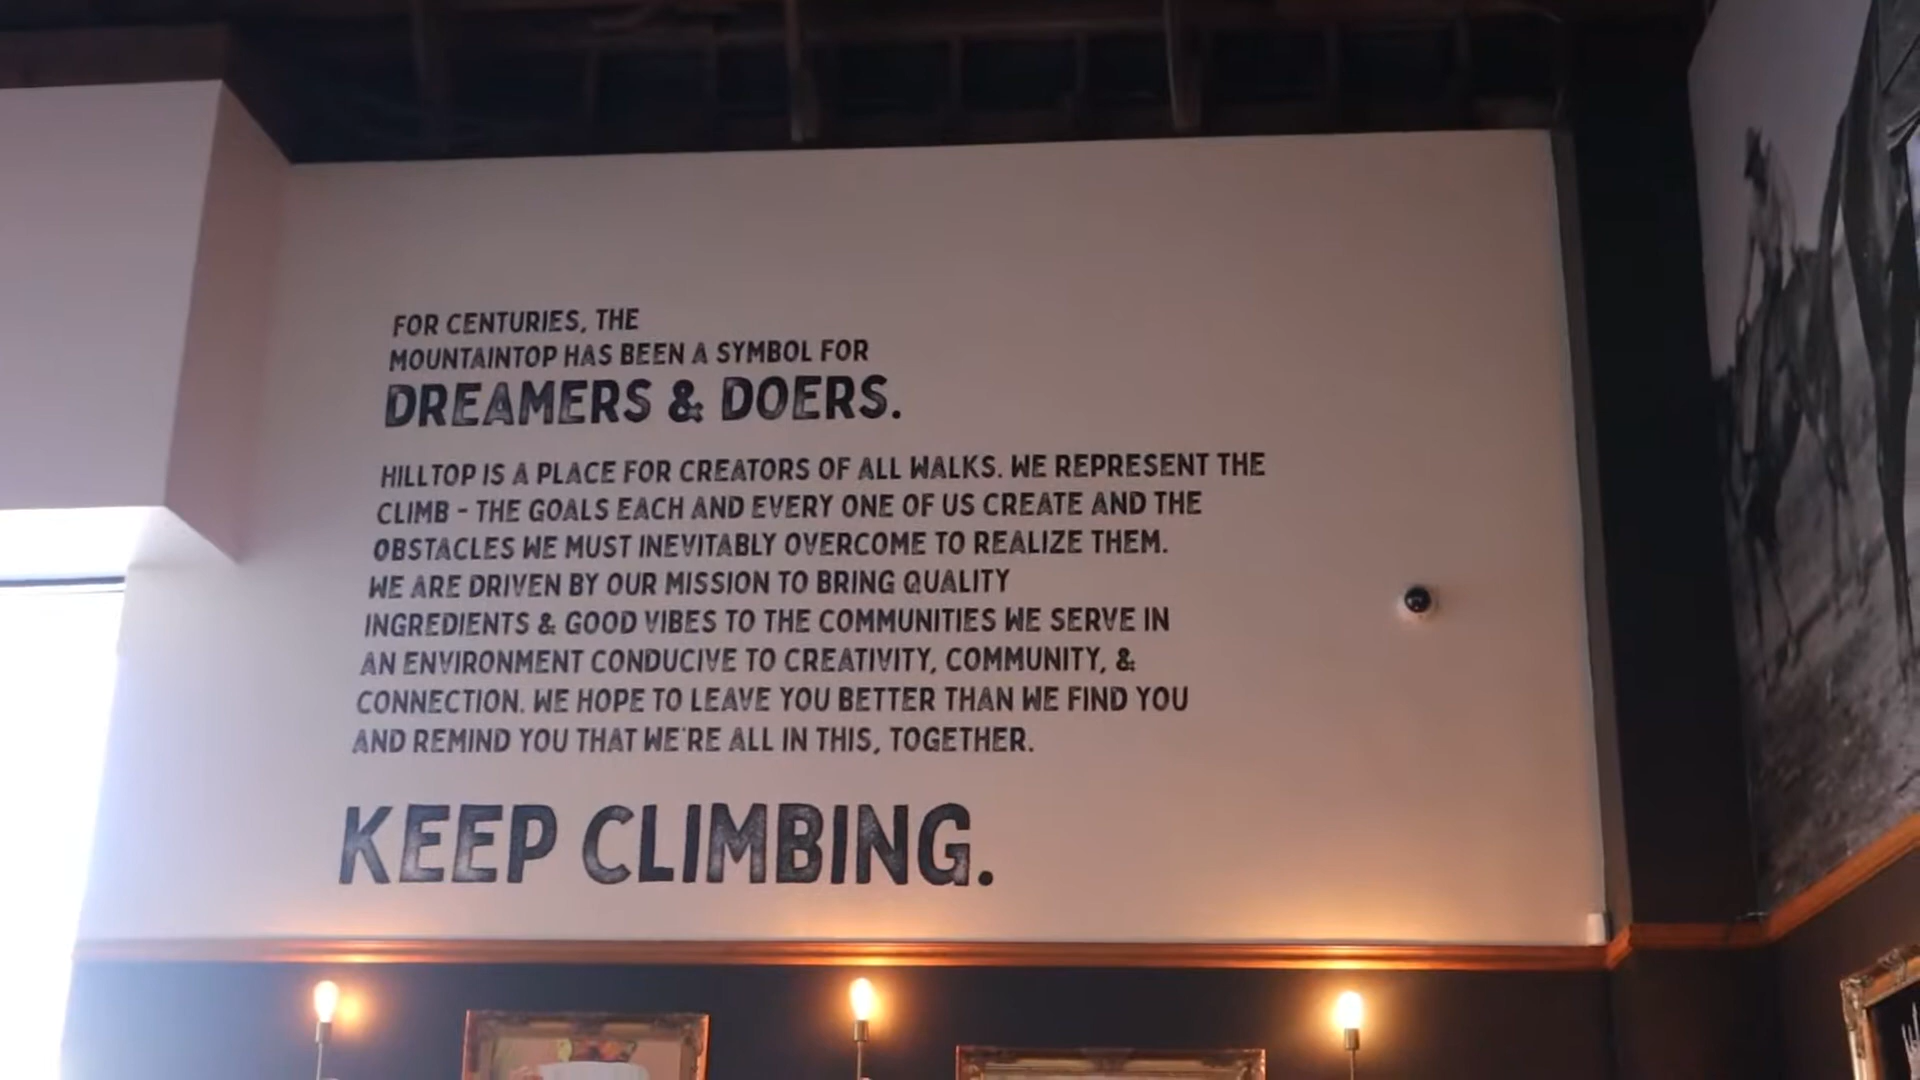 FOR CENTURIES, THE
MOUNTAINTOP HAS BEEN A SYMBOL FOR
DREAMERS & DOERS.
HILLTOP IS A PLACE FOR CREATORS OF ALL WALKS. WE REPRESENT THE
CLIMB - THE GOALS EACH AND EVERY ONE OF US CREATE AND THE
OBSTACLES WE MUST INEVITABLY OVERCOME TO REALIZE THEM.
WE ARE DRIVEN BY OUR MISSION TO BRING QUALITY
INGREDIENTS & GOOD VIBES TO THE COMMUNITIES WE SERVE IN
AN ENVIRONMENT CONDUCIVE TO CREATIVITY, COMMUNITY, &
CONNECTION. WE HOPE TO LEAVE YOU BETTER THAN WE FIND YOU
AND REMIND YOU THAT WE'RE ALL IN THIS, TOGETHER.
KEEP CLIMBING.